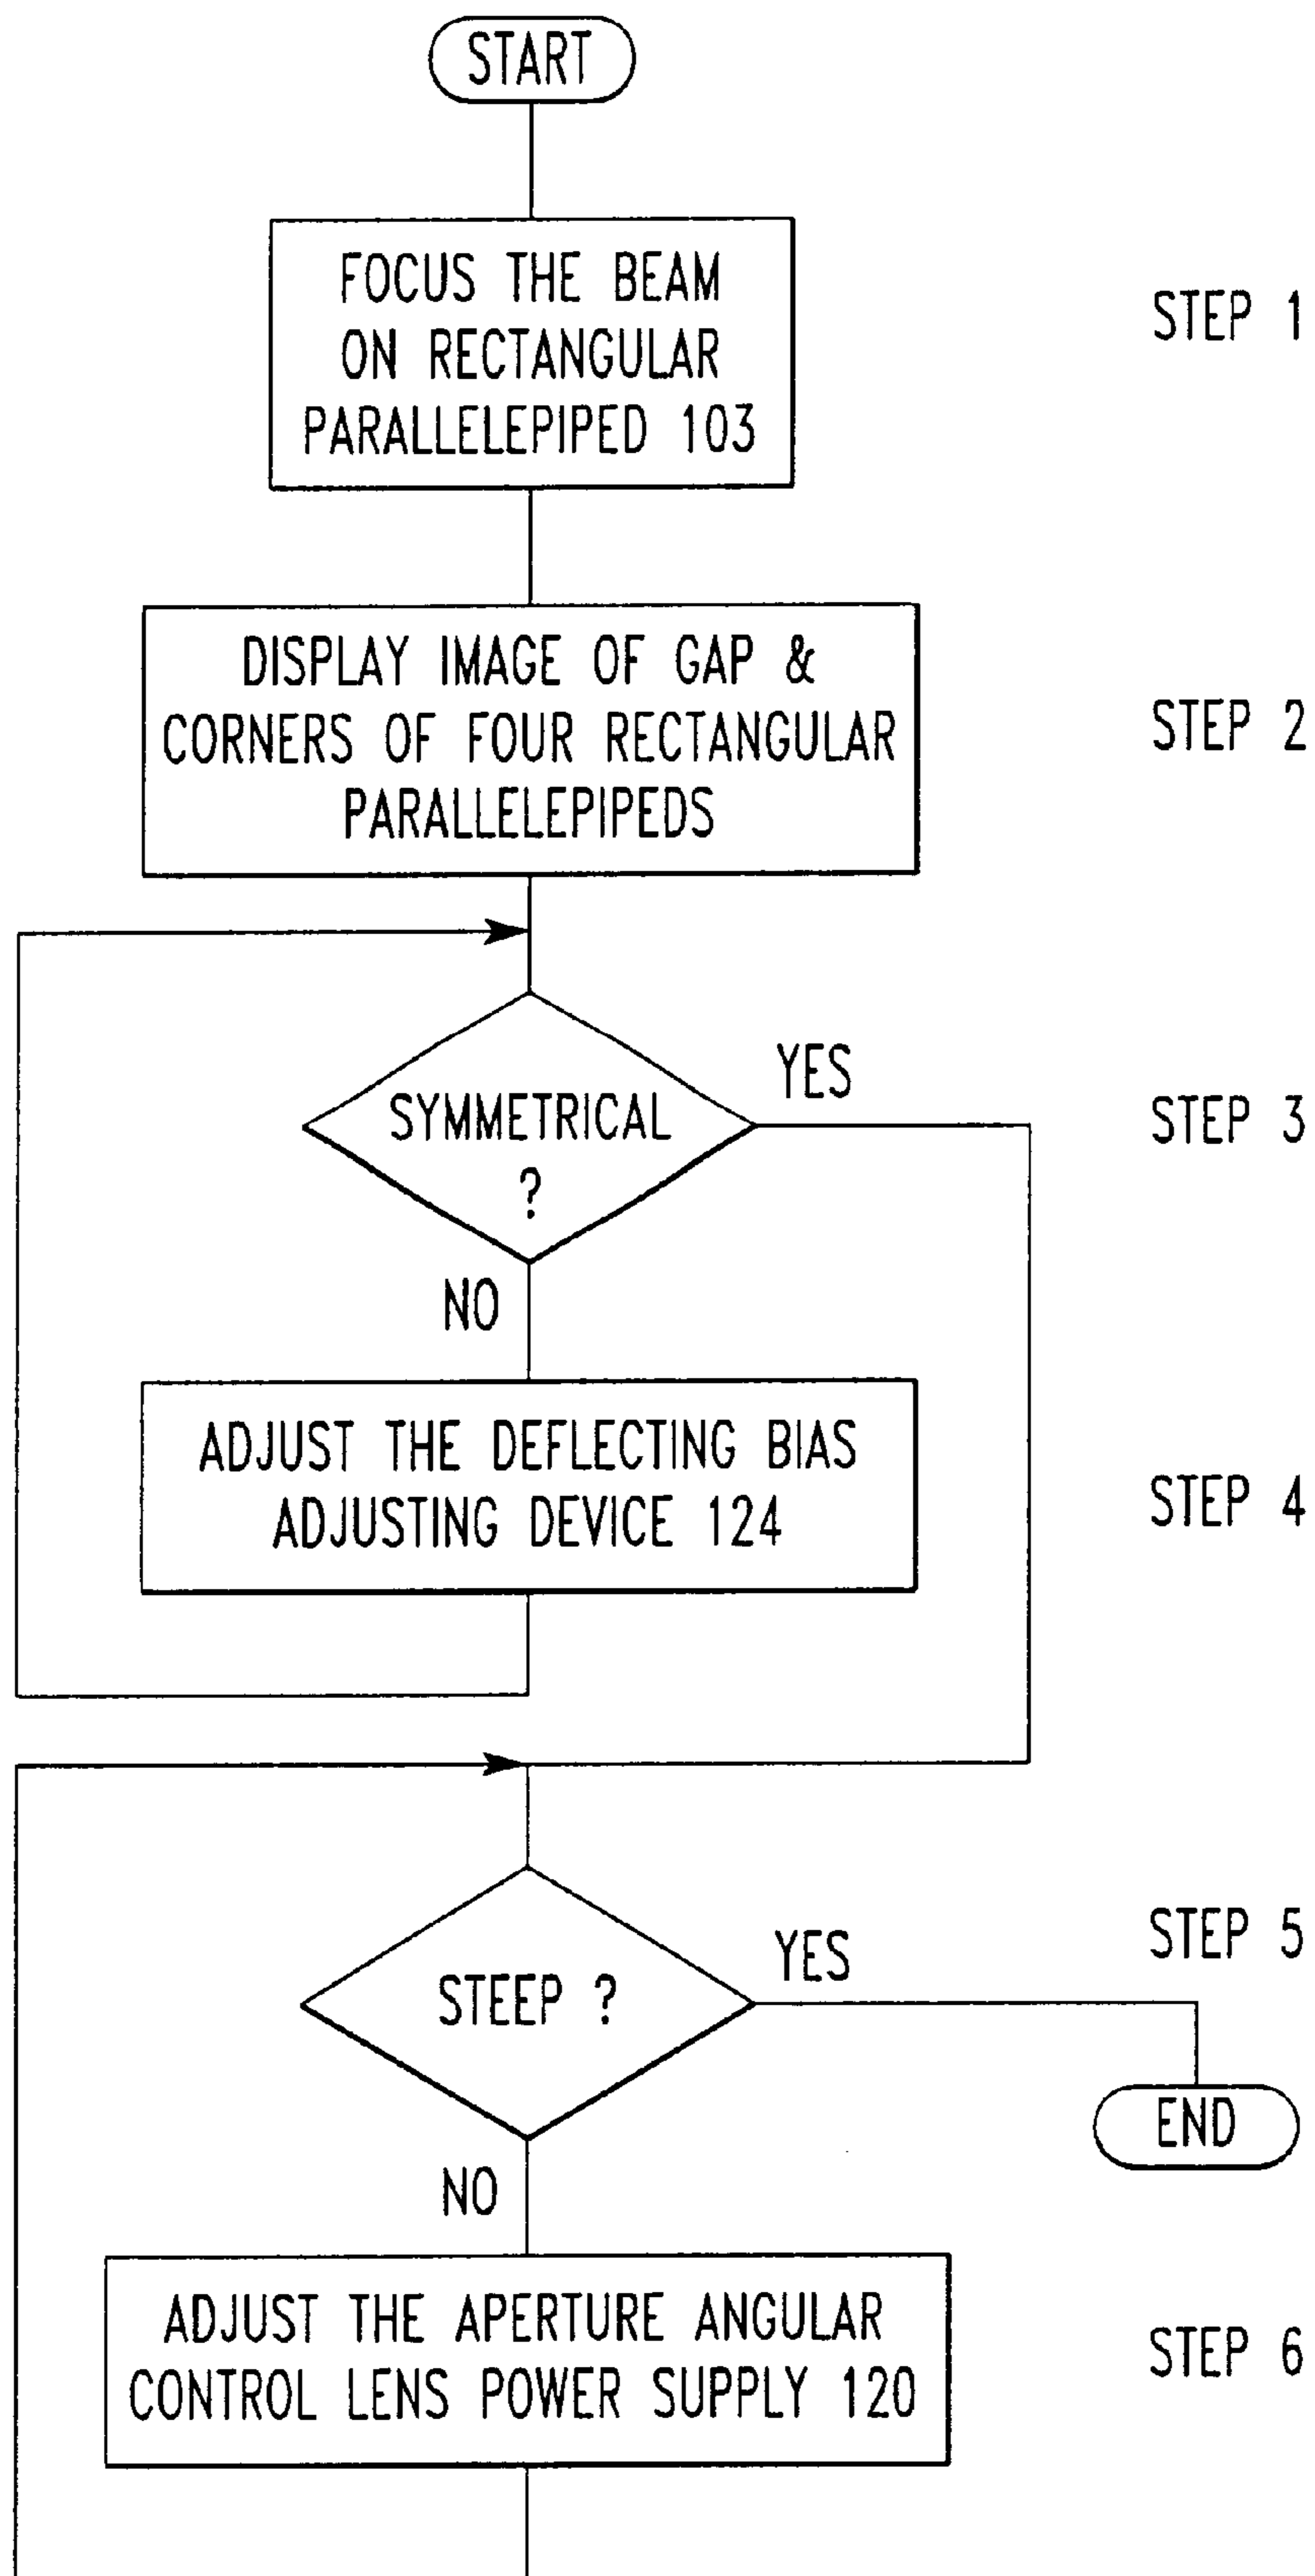 START
FOCUS THE BEAM
ON RECTANGULAR
PARALLELEPIPED 103
STEP 1
DISPLAY IMAGE OF GAP &
CORNERS OF FOUR RECTANGULAR
PARALLELEPIPEDS
STEP 2
YES
SYMMETRICAL
?
STEP 3
NO
ADJUST THE DEFLECTING BIAS
ADJUSTING DEVICE 124
STEP 4
STEP 5
YES
STEEP ?
END
NO
ADJUST THE APERTURE ANGULAR
CONTROL LENS POWER SUPPLY 120
STEP 6